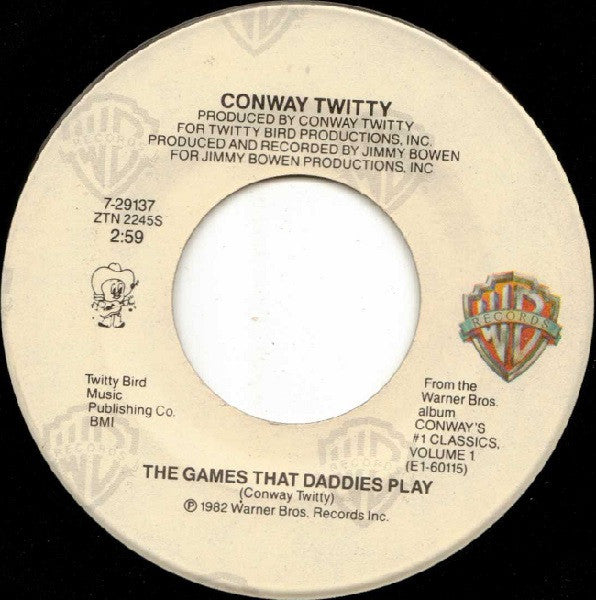 CONWAY TWITTY
PRODUCED BY CONWAY TWITTY
FOR TWITTY BIRD PRODUCTIONS, INC.
PRODUCED AND RECORDED BY JIMMY BOWEN
FOR JIMMY BOWEN PRODUCTIONS, INC
7-29137
ZTN 2245S
2:59
WB
RECORDS
Twitty Bird
Music
Publishing Co.
BMI
From the
Warner Bros.
album
CONWAY'S
#1 CLASSICS,
VOLUME 1
(E1-60115)
THE GAMES THAT DADDIES PLAY
(Conway Twitty)
℗ 1982 Warner Bros. Records Inc.